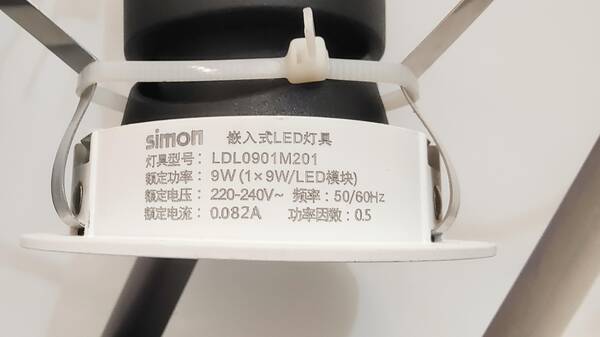 simon 嵌入式LED灯具
灯具型号: LDL0901M201
额定功率: 9W(1×9W/LED模块)
额定电压: 220-240V~ 频率: 50/60Hz
额定电流: 0.082A 功率因数: 0.5